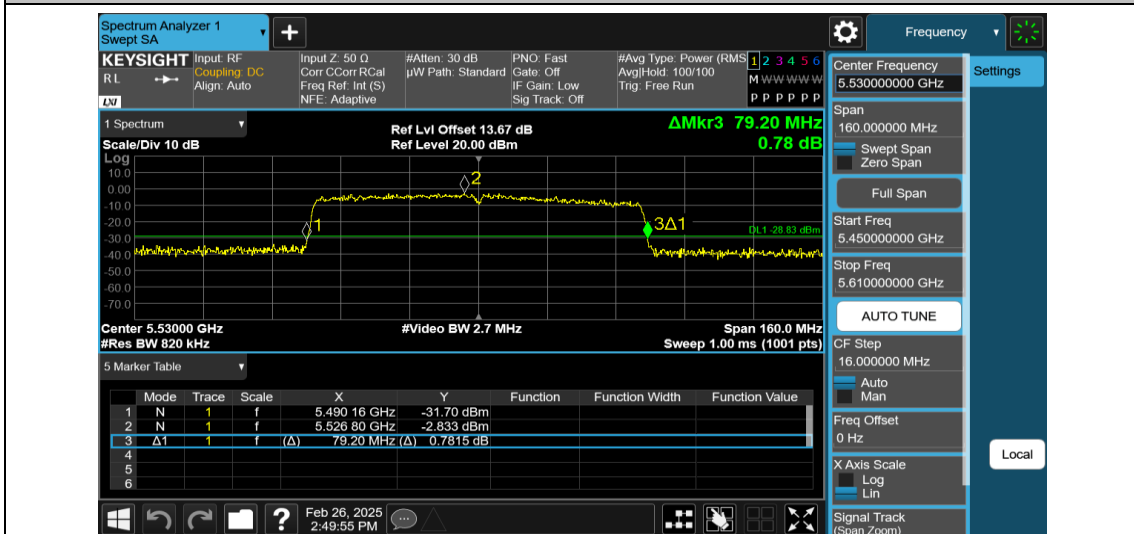 Spectrum Analyzer 1
Swept SA
Frequency
KEYSIGHT
R L
LXI
Input: RF
Coupling: DC
Align: Auto
Input Z: 50 Ω
Corr CCorr RCal
Freq Ref: Int (S)
NFE: Adaptive
#Atten: 30 dB
µW Path: Standard
PNO: Fast
Gate: Off
IF Gain: Low
Sig Track: Off
#Avg Type: Power (RMS
Avg|Hold: 100/100
Trig: Free Run
1 2 3 4 5 6
M W W W W W
P P P P P P
1 Spectrum
Scale/Div 10 dB
Ref Lvl Offset 13.67 dB
Ref Level 20.00 dBm
ΔMkr3 79.20 MHz
0.78 dB
Log
10.0
0.00
-10.0
-20.0
-30.0
-40.0
-50.0
-60.0
-70.0
1
2
3Δ1
DL1 -28.83 dBm
Center 5.53000 GHz
#Video BW 2.7 MHz
Span 160.0 MHz
#Res BW 820 kHz
Sweep 1.00 ms (1001 pts)
5 Marker Table
Mode Trace Scale X Y Function Function Width Function Value
1 N 1 f 5.490 16 GHz -31.70 dBm
2 N 1 f 5.526 80 GHz -2.833 dBm
3 Δ1 1 f (Δ) 79.20 MHz (Δ) 0.7815 dB
4
5
6
Feb 26, 2025
2:49:55 PM
Center Frequency
5.530000000 GHz
Span
160.000000 MHz
Swept Span
Zero Span
Full Span
Start Freq
5.450000000 GHz
Stop Freq
5.610000000 GHz
AUTO TUNE
CF Step
16.000000 MHz
Auto
Man
Freq Offset
0 Hz
X Axis Scale
Log
Lin
Signal Track
(Span Zoom)
Settings
Local